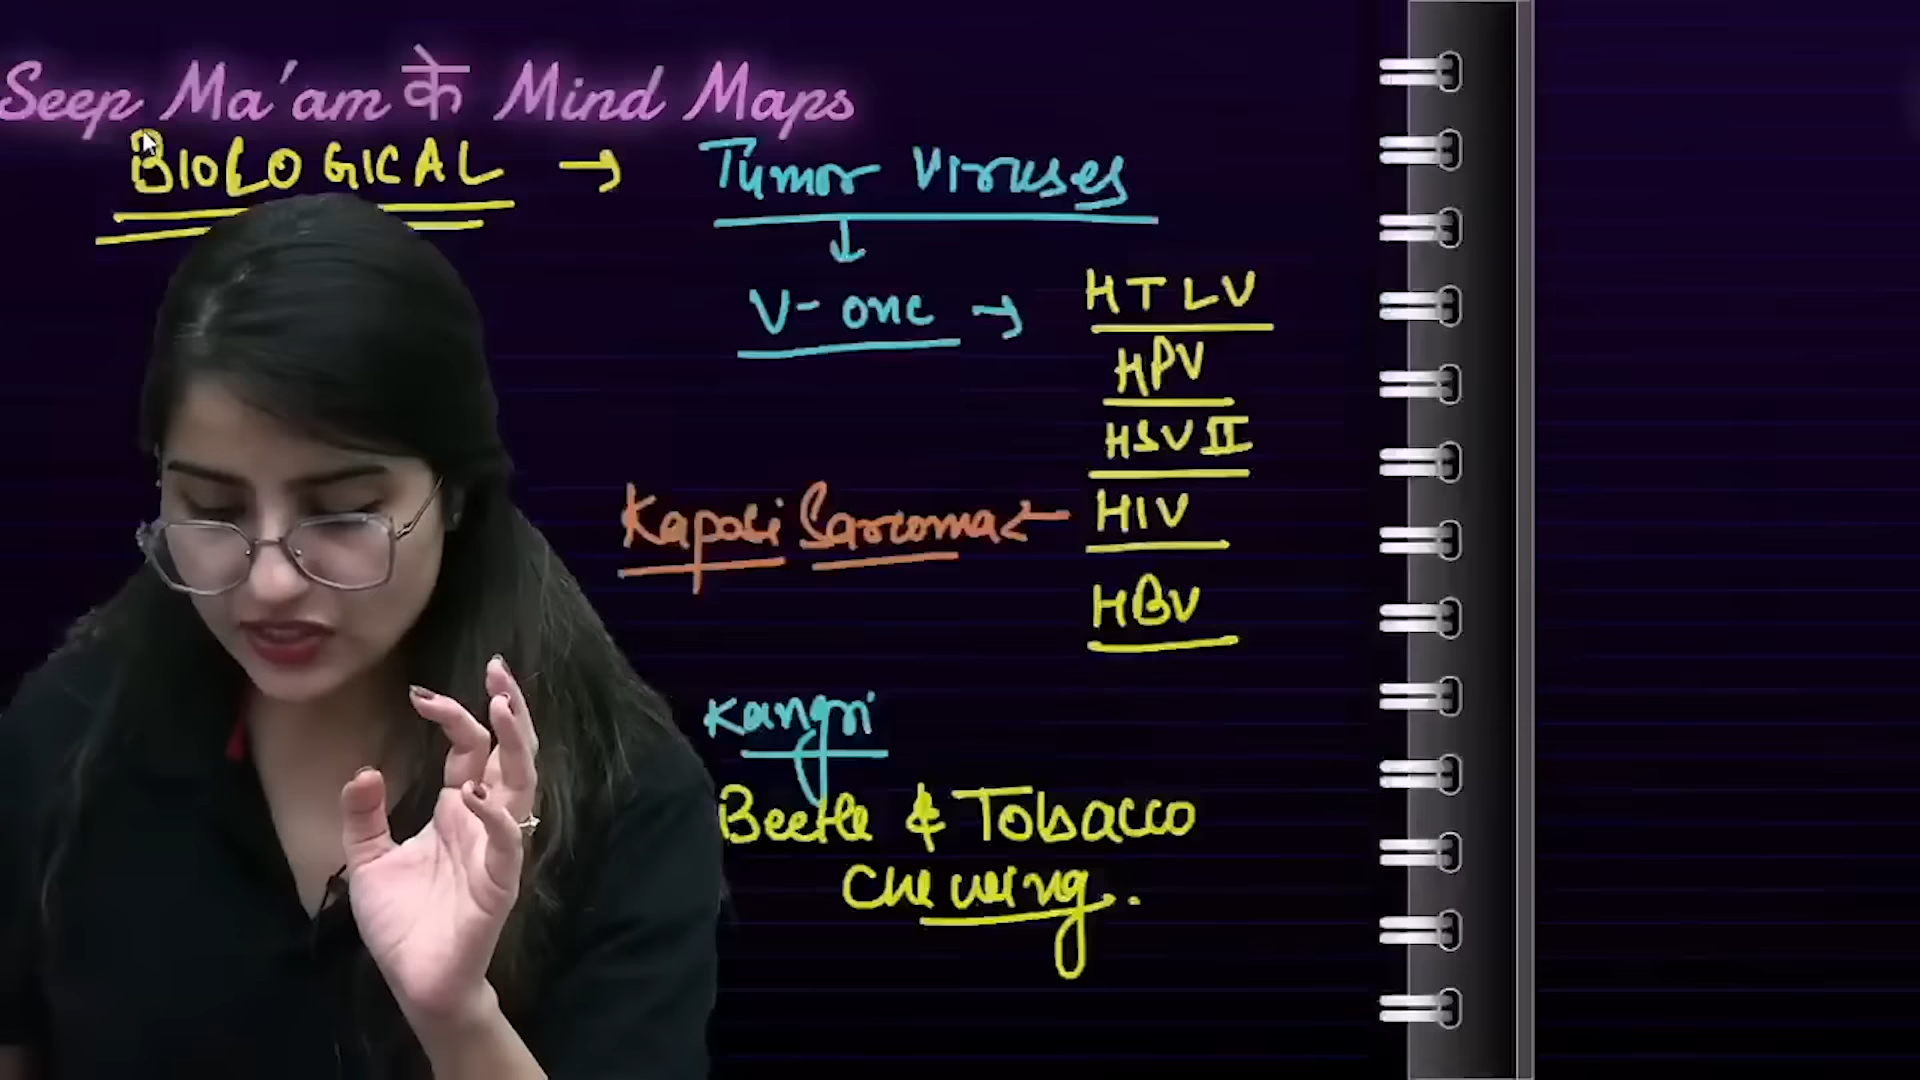 Seep Ma'am के Mind Maps
BIOLOGICAL → Tumor Viruses
↓
V-onc → HTLV
HPV
HSV II
Kaposi Sarcoma ← HIV
HBV
Kangri
Beetle & Tobacco
Chewing.